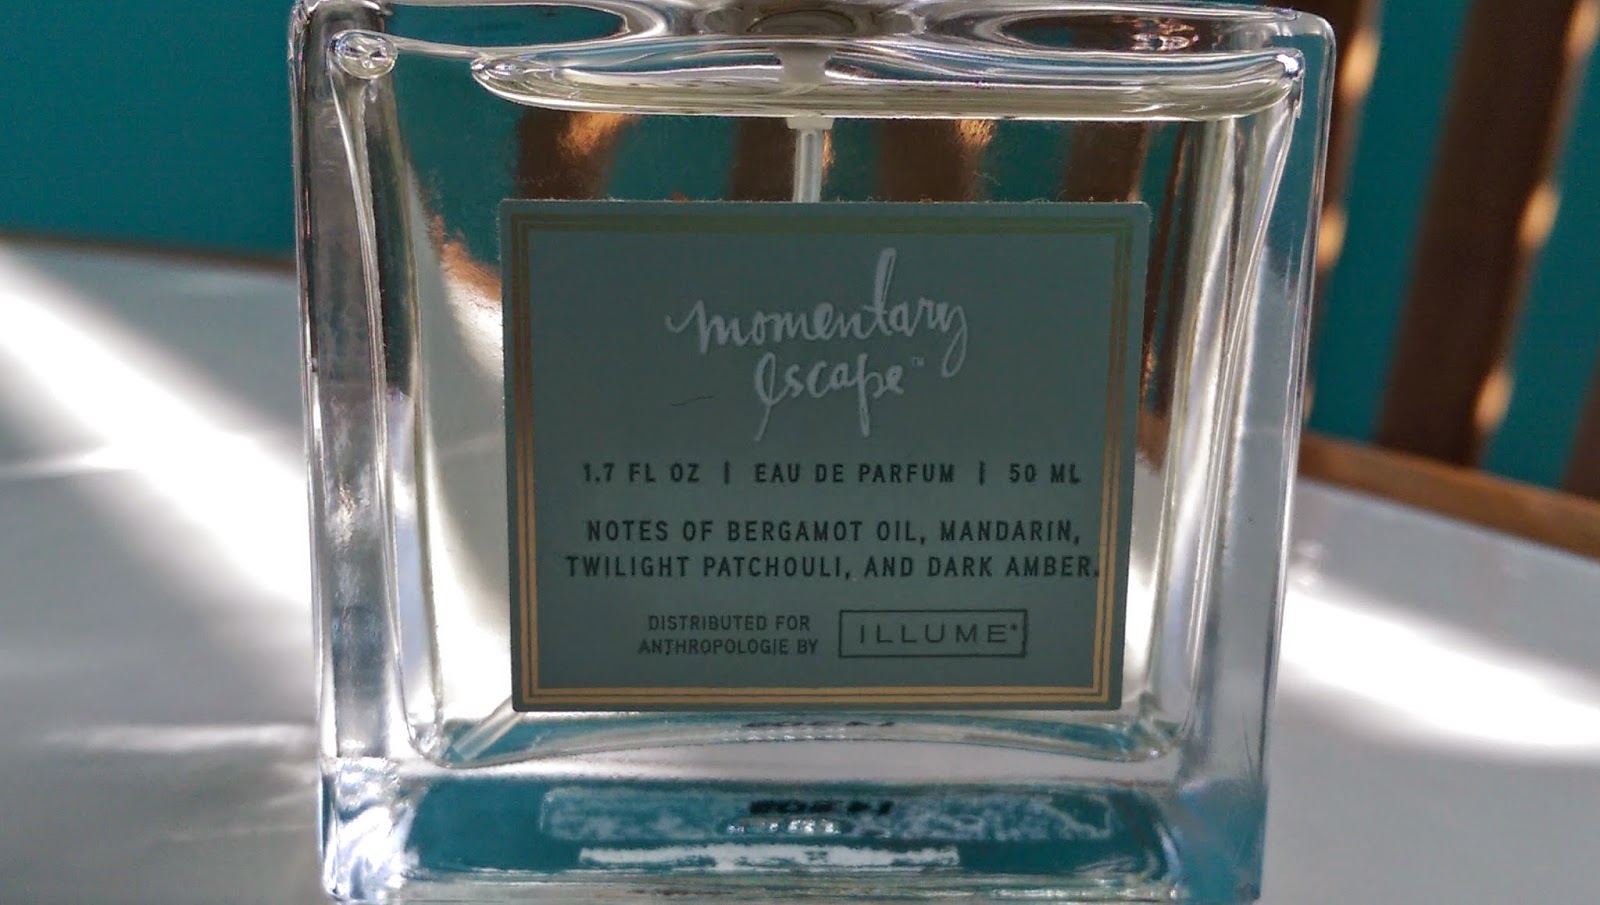 momentary
escape™
1.7 FL OZ | EAU DE PARFUM | 50 ML
NOTES OF BERGAMOT OIL, MANDARIN,
TWILIGHT PATCHOULI, AND DARK AMBER.
DISTRIBUTED FOR
ANTHROPOLOGIE BY
ILLUME®